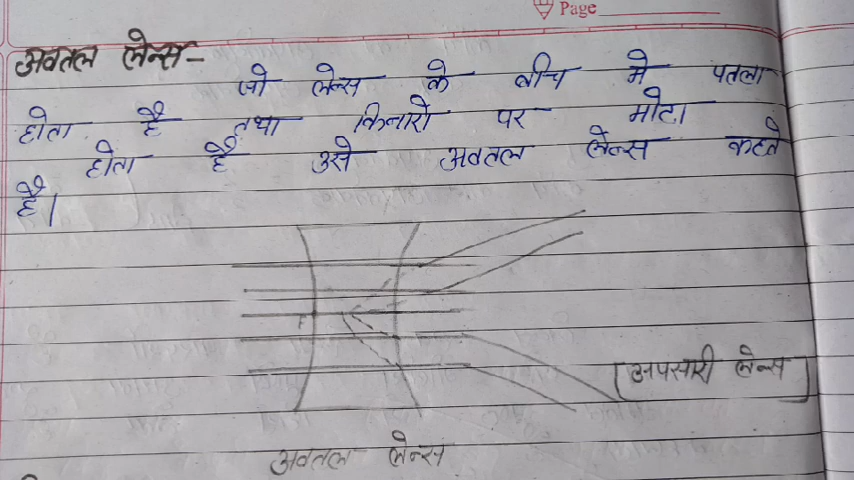 Page
अवतल लेन्स-
जो लेन्स के बीच मे पतला
होता है तथा किनारो पर मोटा
होता है उसे अवतल लेन्स कहते
है।
F
[अपसारी लेन्स]
अवतल लेन्स